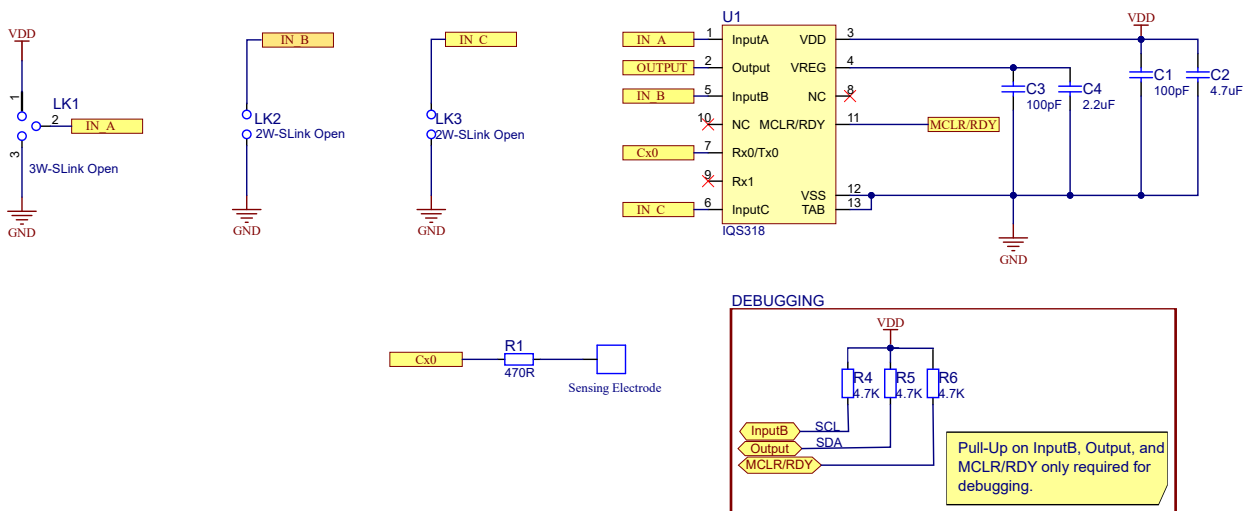 VDD
1
LK1
2
IN_A
3
3W-SLink Open
GND
IN_B
LK2
2W-SLink Open
GND
IN_C
LK3
2W-SLink Open
GND
U1
IN_A 1 InputA VDD 3
OUTPUT 2 Output VREG 4
IN_B 5 InputB NC 8
10 NC MCLR/RDY 11 MCLR/RDY
Cx0 7 Rx0/Tx0
9 Rx1
VSS 12
IN_C 6 InputC TAB 13
IQS318
VDD
C1
100pF
C2
4.7uF
C3
100pF
C4
2.2uF
GND
Cx0
R1
470R
Sensing Electrode
DEBUGGING
VDD
R4 R5 R6
4.7K 4.7K 4.7K
InputB SCL
Output SDA
MCLR/RDY
Pull-Up on InputB, Output, and
MCLR/RDY only required for
debugging.